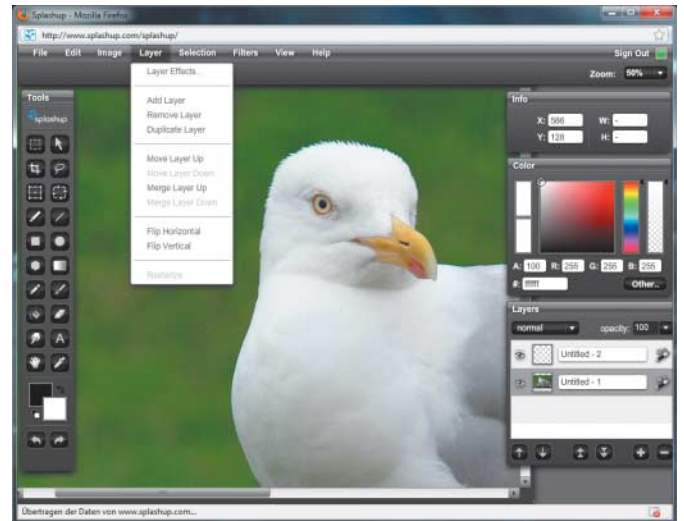 Splashup - Mozilla Firefox
http://www.splashup.com/splashup/
File Edit Image Layer Selection Filters View Help Sign Out
Zoom: 50%
Layer Effects...
Add Layer
Remove Layer
Duplicate Layer
Move Layer Up
Move Layer Down
Merge Layer Up
Merge Layer Down
Flip Horizontal
Flip Vertical
Rasterize
Tools
splashup
A
Info
X: 586 W: -
Y: 128 H: -
Color
A: 100 R: 255 G: 255 B: 255
#: ffffff Other..
Layers
normal opacity: 100
Untitled - 2
Untitled - 1
Übertragen der Daten von www.splashup.com...